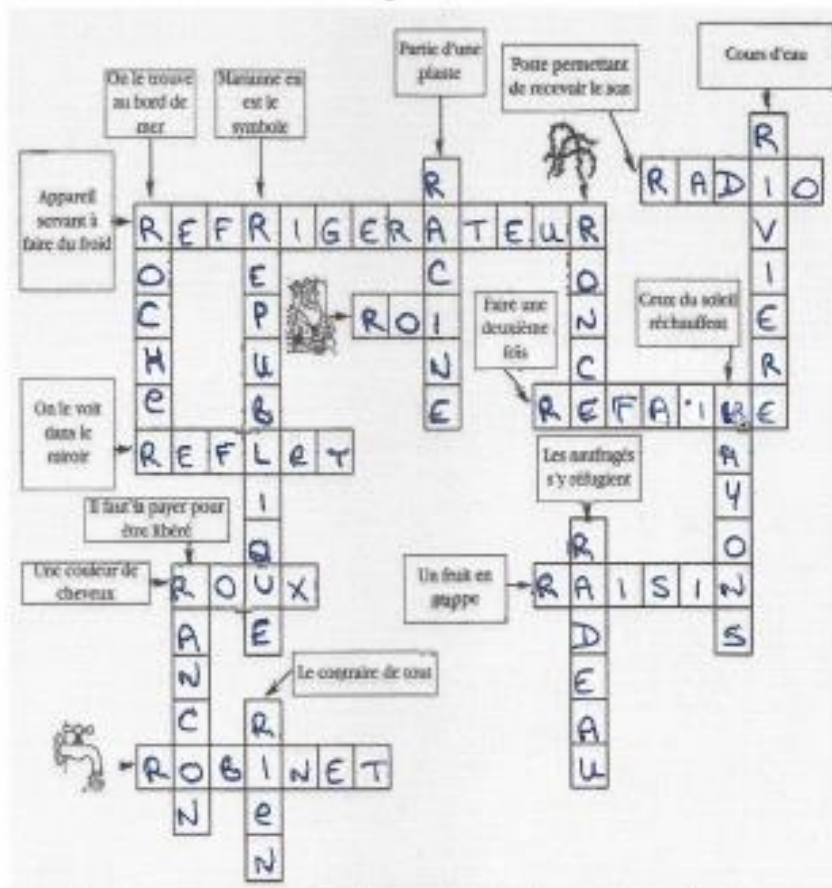 Partie d'une
plante
Poste permettant
de recevoir le son
Cours d'eau
On le trouve
au bord de
mer
Marianne en
est le
symbole
Appareil
servant à
faire du froid
RADIO
RIVIERE
RACINE
REFRIGERATEUR
ROCHe
REPUBLIQUE
RONCE
ROI
Faire une
deuxième
fois
Ceux du soleil
réchauffent
REFAIRE
RAYONS
On le voit
dans le
miroir
REFLET
Les naufragés
s'y réfugient
Il faut la payer pour
être libéré
Une couleur de
cheveux
ROUX
RANCON
Un fruit en
grappe
RAISINS
RADEAU
Le contraire de tout
RIeN
ROBINET